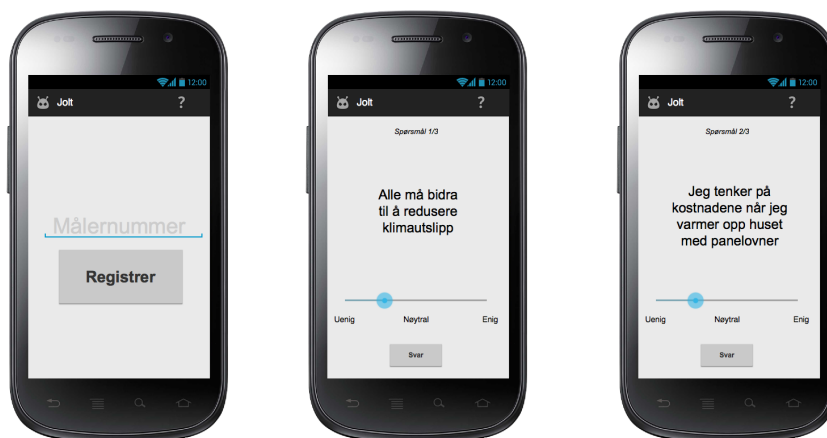 12:00
Jolt ?
Målernummer
Registrer
12:00
Jolt ?
Spørsmål 1/3
Alle må bidra
til å redusere
klimautslipp
Uenig Nøytral Enig
Svar
12:00
Jolt ?
Spørsmål 2/3
Jeg tenker på
kostnadene når jeg
varmer opp huset
med panelovner
Uenig Nøytral Enig
Svar